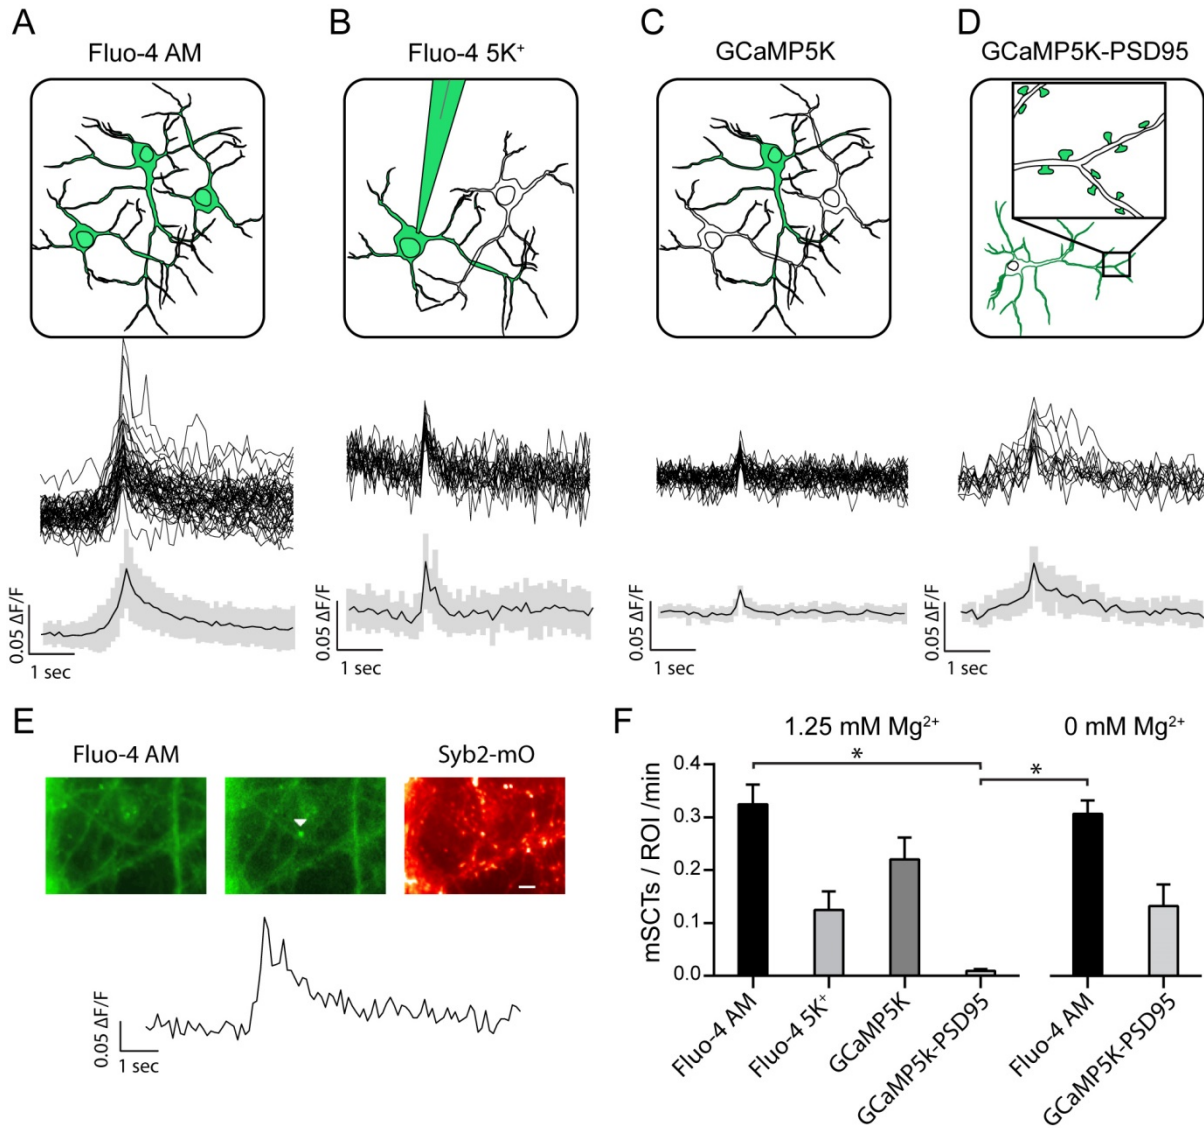 A
Fluo-4 AM
B
Fluo-4 5K⁺
C
GCaMP5K
D
GCaMP5K-PSD95
0.05 ΔF/F
1 sec
0.05 ΔF/F
1 sec
0.05 ΔF/F
1 sec
0.05 ΔF/F
1 sec
E
Fluo-4 AM
Syb2-mO
0.05 ΔF/F
1 sec
F
1.25 mM Mg²⁺
0 mM Mg²⁺
*
*
mSCTs / ROI /min
0.4
0.3
0.2
0.1
0.0
Fluo-4 AM
Fluo-4 5K⁺
GCaMP5K
GCaMP5k-PSD95
Fluo-4 AM
GCaMP5K-PSD95